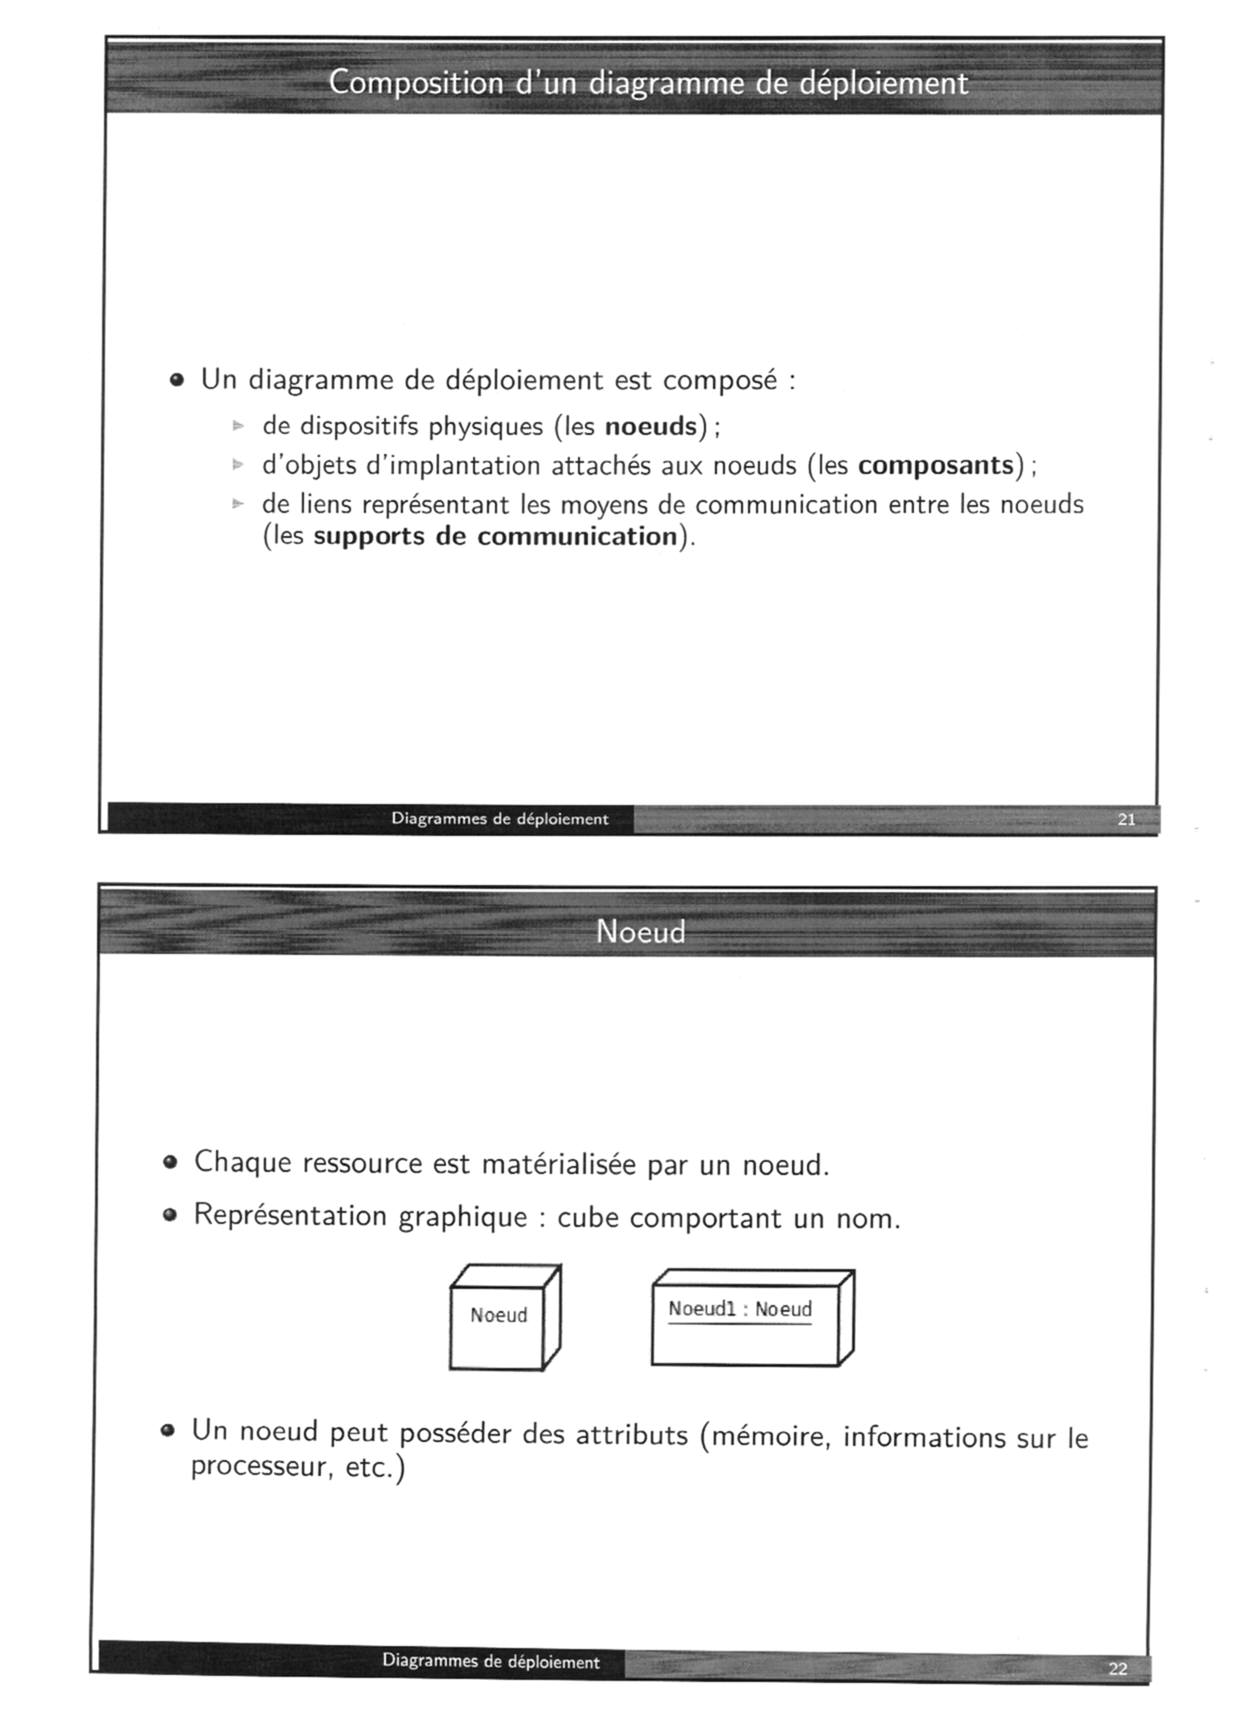 Composition d'un diagramme de déploiement
Un diagramme de déploiement est composé :
de dispositifs physiques (les noeuds) ;
d'objets d'implantation attachés aux noeuds (les composants) ;
de liens représentant les moyens de communication entre les noeuds
(les supports de communication).
Diagrammes de déploiement
21
Noeud
Chaque ressource est matérialisée par un noeud.
Représentation graphique : cube comportant un nom.
Noeud
Noeud1 : Noeud
Un noeud peut posséder des attributs (mémoire, informations sur le
processeur, etc.)
Diagrammes de déploiement
22